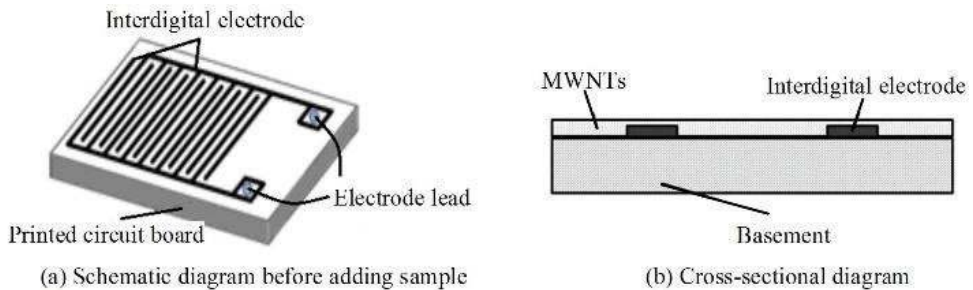 Interdigital electrode
Electrode lead
Printed circuit board
(a) Schematic diagram before adding sample
MWNTs
Interdigital electrode
Basement
(b) Cross-sectional diagram